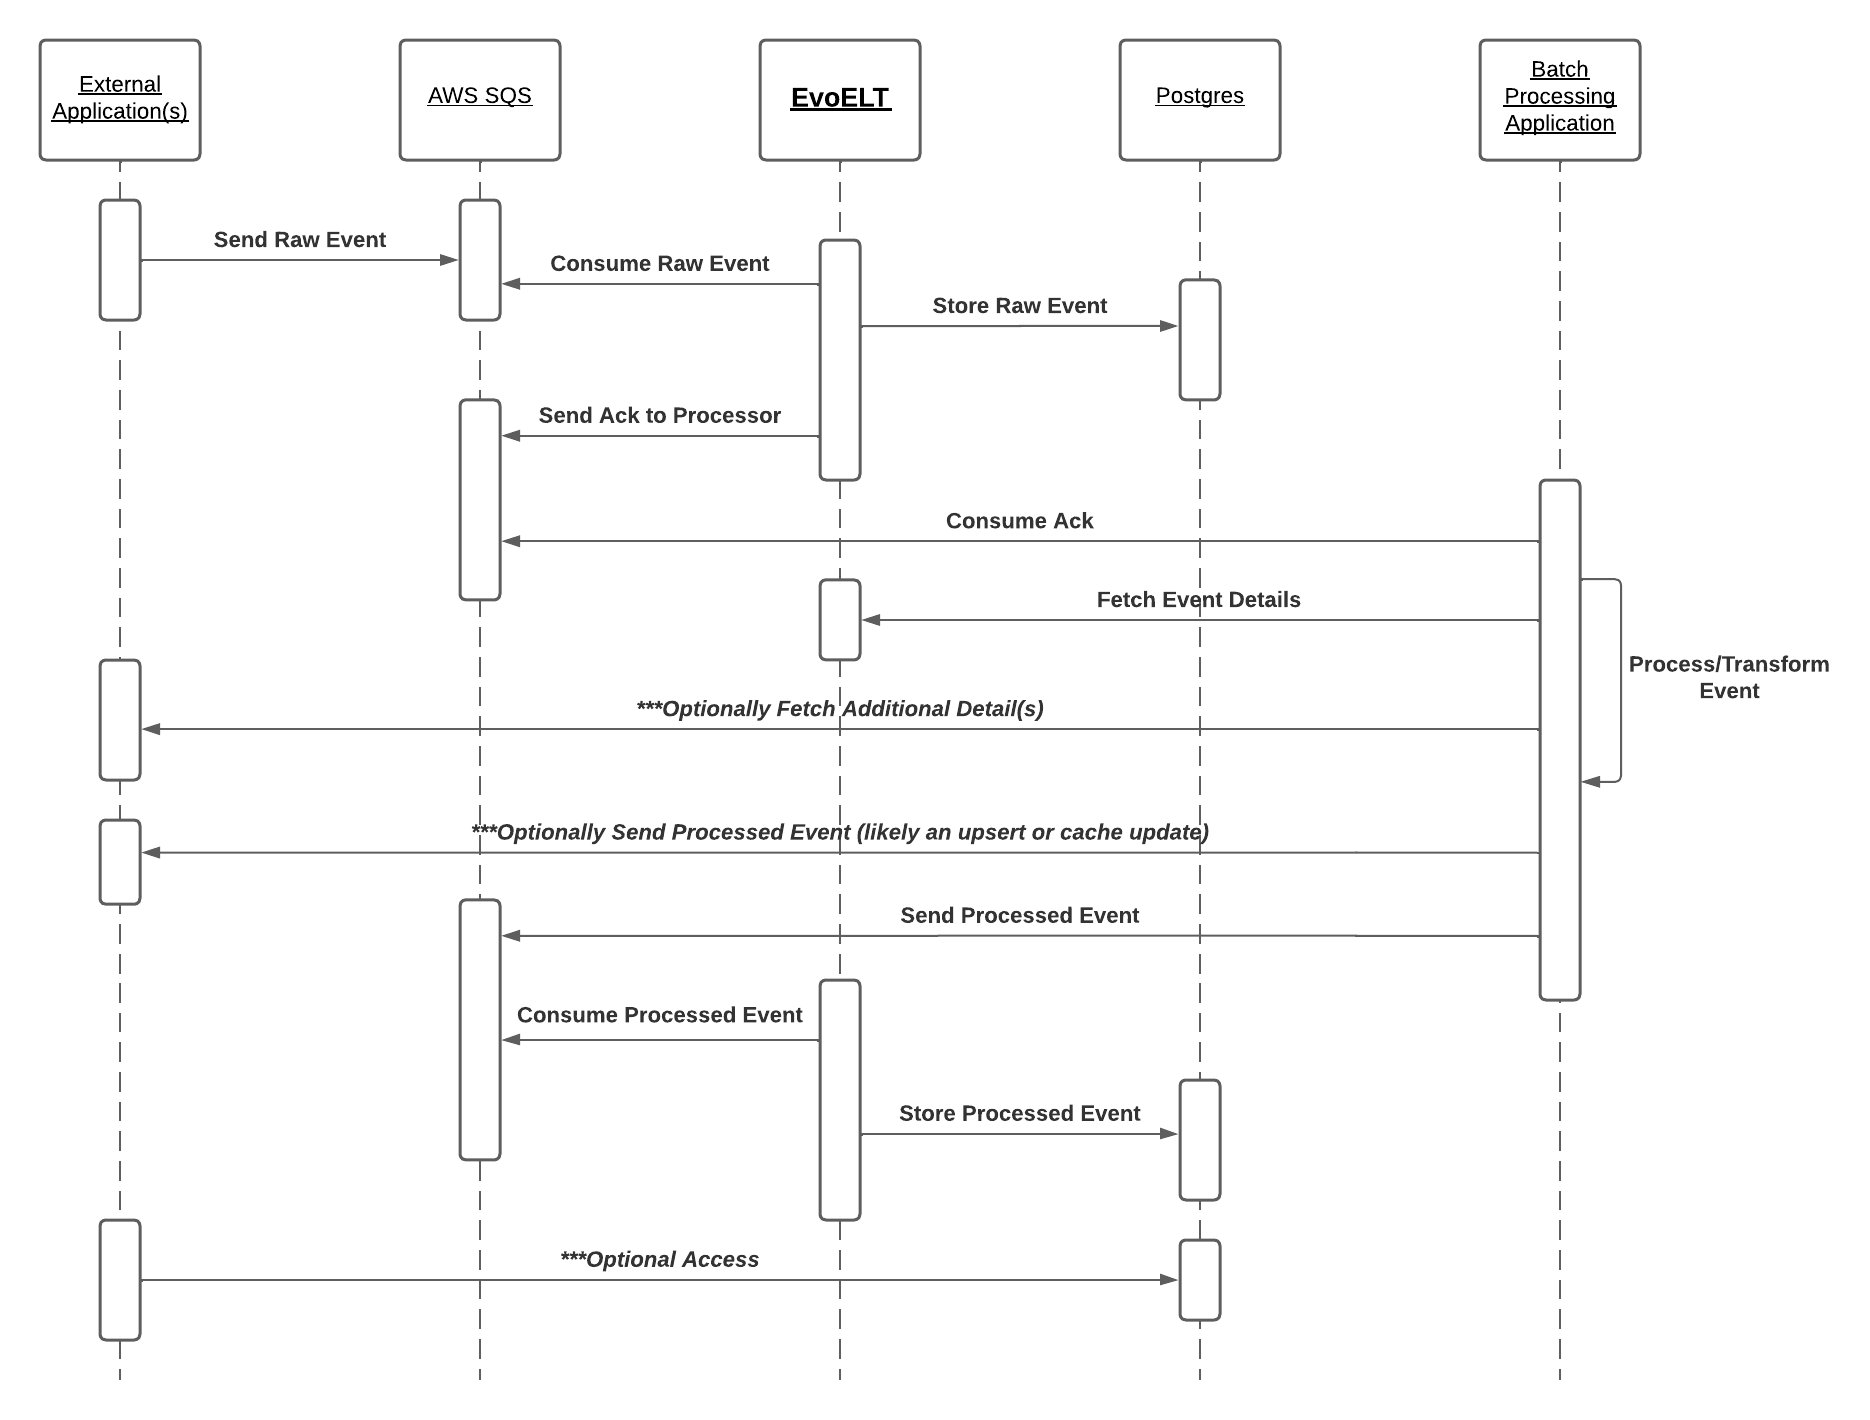 External
Application(s)
AWS SQS
EvoELT
Postgres
Batch
Processing
Application
Send Raw Event
Consume Raw Event
Store Raw Event
Send Ack to Processor
Consume Ack
Fetch Event Details
Process/Transform
Event
***Optionally Fetch Additional Detail(s)
***Optionally Send Processed Event (likely an upsert or cache update)
Send Processed Event
Consume Processed Event
Store Processed Event
***Optional Access